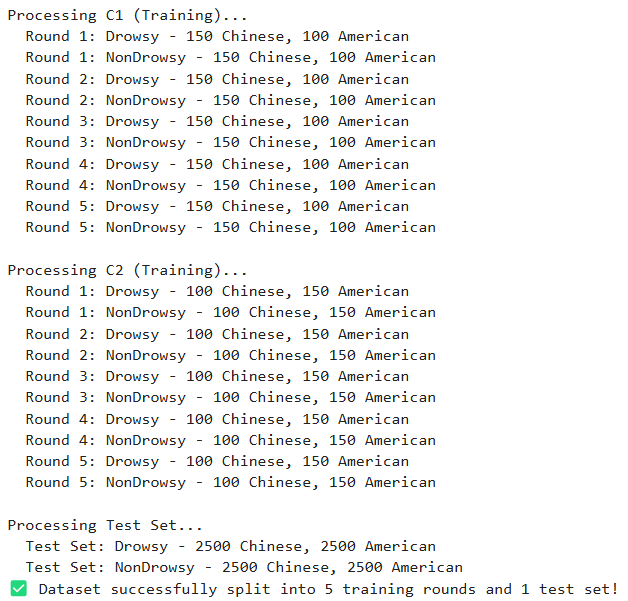 Processing C1 (Training)...
  Round 1: Drowsy - 150 Chinese, 100 American
  Round 1: NonDrowsy - 150 Chinese, 100 American
  Round 2: Drowsy - 150 Chinese, 100 American
  Round 2: NonDrowsy - 150 Chinese, 100 American
  Round 3: Drowsy - 150 Chinese, 100 American
  Round 3: NonDrowsy - 150 Chinese, 100 American
  Round 4: Drowsy - 150 Chinese, 100 American
  Round 4: NonDrowsy - 150 Chinese, 100 American
  Round 5: Drowsy - 150 Chinese, 100 American
  Round 5: NonDrowsy - 150 Chinese, 100 American

Processing C2 (Training)...
  Round 1: Drowsy - 100 Chinese, 150 American
  Round 1: NonDrowsy - 100 Chinese, 150 American
  Round 2: Drowsy - 100 Chinese, 150 American
  Round 2: NonDrowsy - 100 Chinese, 150 American
  Round 3: Drowsy - 100 Chinese, 150 American
  Round 3: NonDrowsy - 100 Chinese, 150 American
  Round 4: Drowsy - 100 Chinese, 150 American
  Round 4: NonDrowsy - 100 Chinese, 150 American
  Round 5: Drowsy - 100 Chinese, 150 American
  Round 5: NonDrowsy - 100 Chinese, 150 American

Processing Test Set...
  Test Set: Drowsy - 2500 Chinese, 2500 American
  Test Set: NonDrowsy - 2500 Chinese, 2500 American
✅ Dataset successfully split into 5 training rounds and 1 test set!